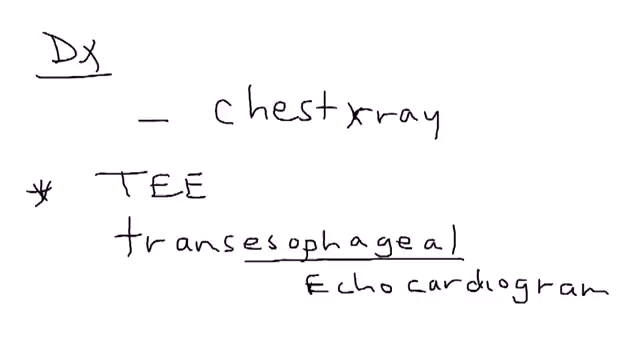 Dx
- chestxray
* TEE
transesophageal
Echocardiogram